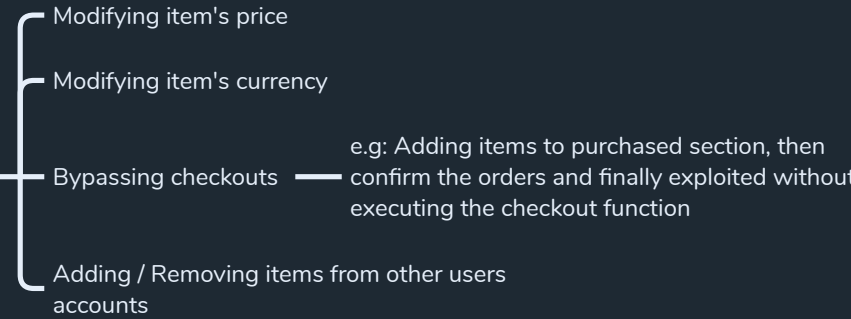 Modifying item's price
Modifying item's currency
e.g: Adding items to purchased section, then
Bypassing checkouts
confirm the orders and finally exploited without
executing the checkout function
Adding / Removing items from other users
accounts